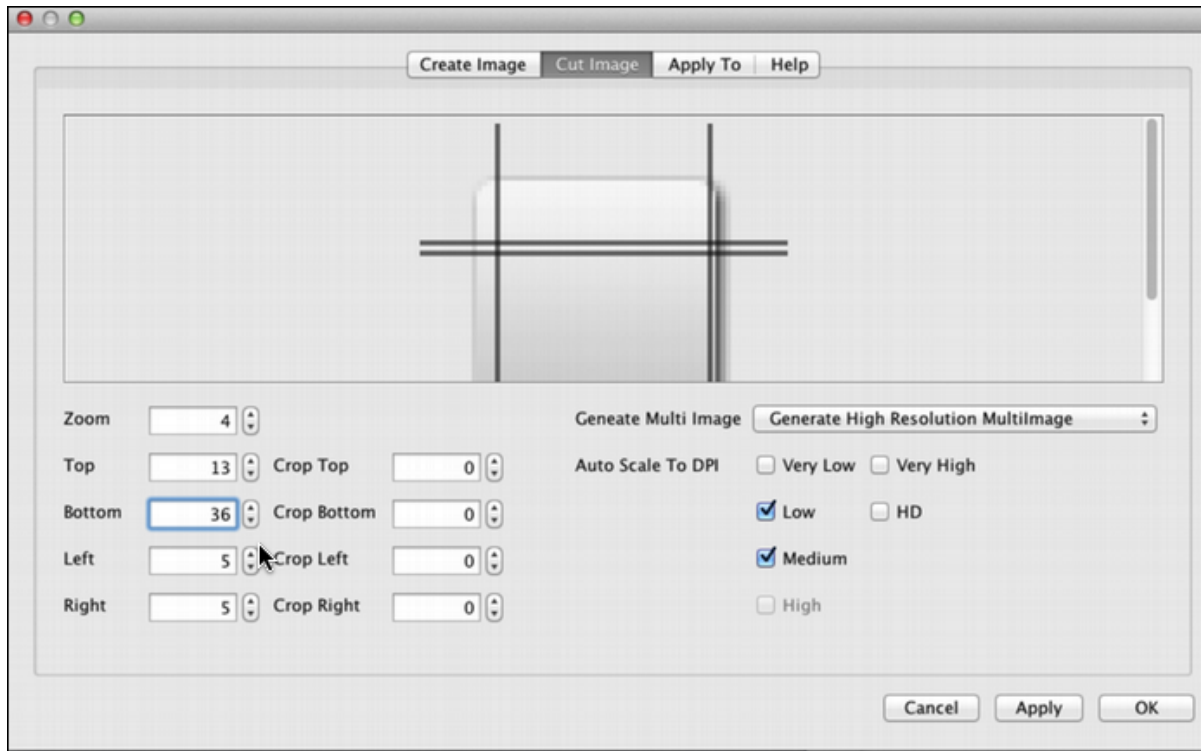 Create Image Cut Image Apply To Help
Zoom 4 Geneate Multi Image Generate High Resolution MultiImage
Top 13 Crop Top 0 Auto Scale To DPI Very Low Very High
Bottom 36 Crop Bottom 0 Low HD
Left 5 Crop Left 0 Medium
Right 5 Crop Right 0 High
Cancel Apply OK